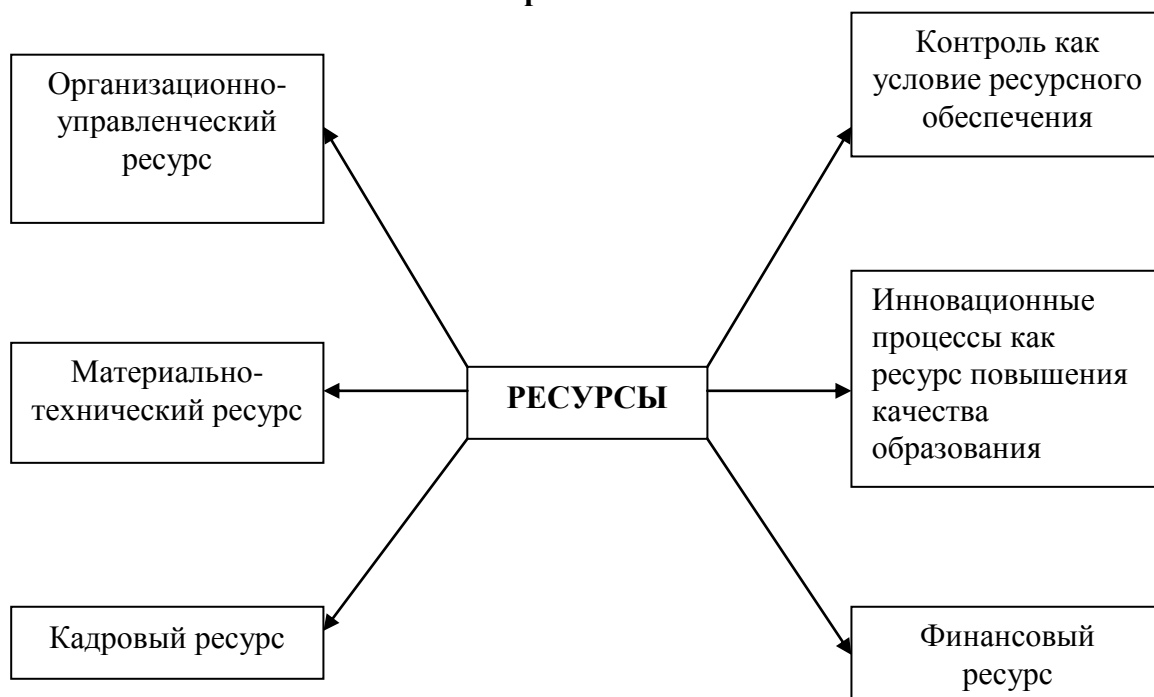 Организационно-
управленческий
ресурс
Контроль как
условие ресурсного
обеспечения
Материально-
технический ресурс
РЕСУРСЫ
Инновационные
процессы как
ресурс повышения
качества
образования
Кадровый ресурс
Финансовый
ресурс